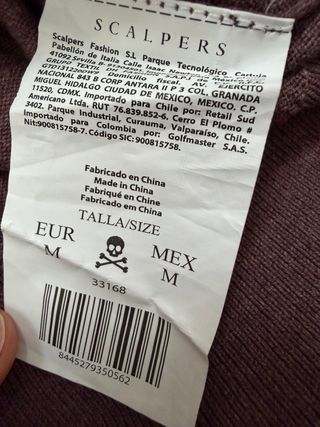 SCALPERS
Scalpers Fashion S.L Parque Tecnológico Cartuja
Pabellón de Italia Calle Isaac
41092 Sevilla
GRUPO TEXTIL
Domicilio Fiscal. AV. EJERCITO
NACIONAL 843 B CORP ANTARA II P 3 COL. GRANADA
MIGUEL HIDALGO CIUDAD DE MEXICO, MEXICO. C.P.
11520, CDMX. Importado para Chile por: Retail Sud
Americano Ltda. RUT 76.839.852-6. Cerro El Plomo #
3402. Parque Industrial, Curauma, Valparaíso, Chile.
Importado para Colombia por: Golfmaster S.A.S.
Nit:900815758-7. Código SIC:900815758.
Fabricado en China
Made in China
Fabriqué en Chine
Fabricado em China
TALLA/SIZE
EUR MEX
M M
33168
8445279350562